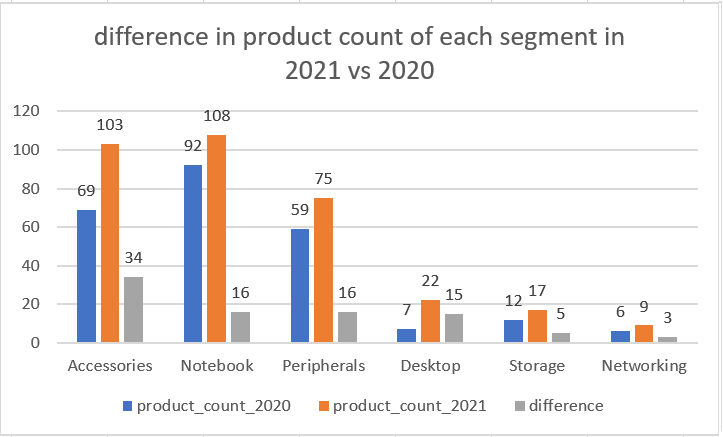 difference in product count of each segment in
2021 vs 2020
120
100
80
60
40
20
0
69
103
34
92
108
16
59
75
16
7
22
15
12
17
5
6
9
3
Accessories
Notebook
Peripherals
Desktop
Storage
Networking
product_count_2020
product_count_2021
difference